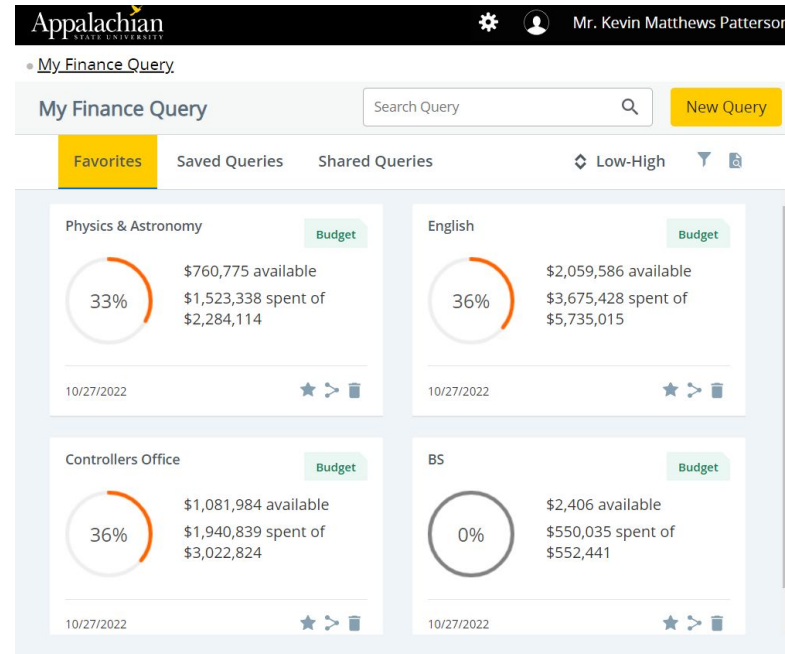 Appalachian
STATE UNIVERSITY
Mr. Kevin Matthews Patterson
My Finance Query
My Finance Query
Search Query
New Query
Favorites
Saved Queries
Shared Queries
Low-High
Physics & Astronomy
Budget
33%
$760,775 available
$1,523,338 spent of
$2,284,114
10/27/2022
English
Budget
36%
$2,059,586 available
$3,675,428 spent of
$5,735,015
10/27/2022
Controllers Office
Budget
36%
$1,081,984 available
$1,940,839 spent of
$3,022,824
10/27/2022
BS
Budget
0%
$2,406 available
$550,035 spent of
$552,441
10/27/2022